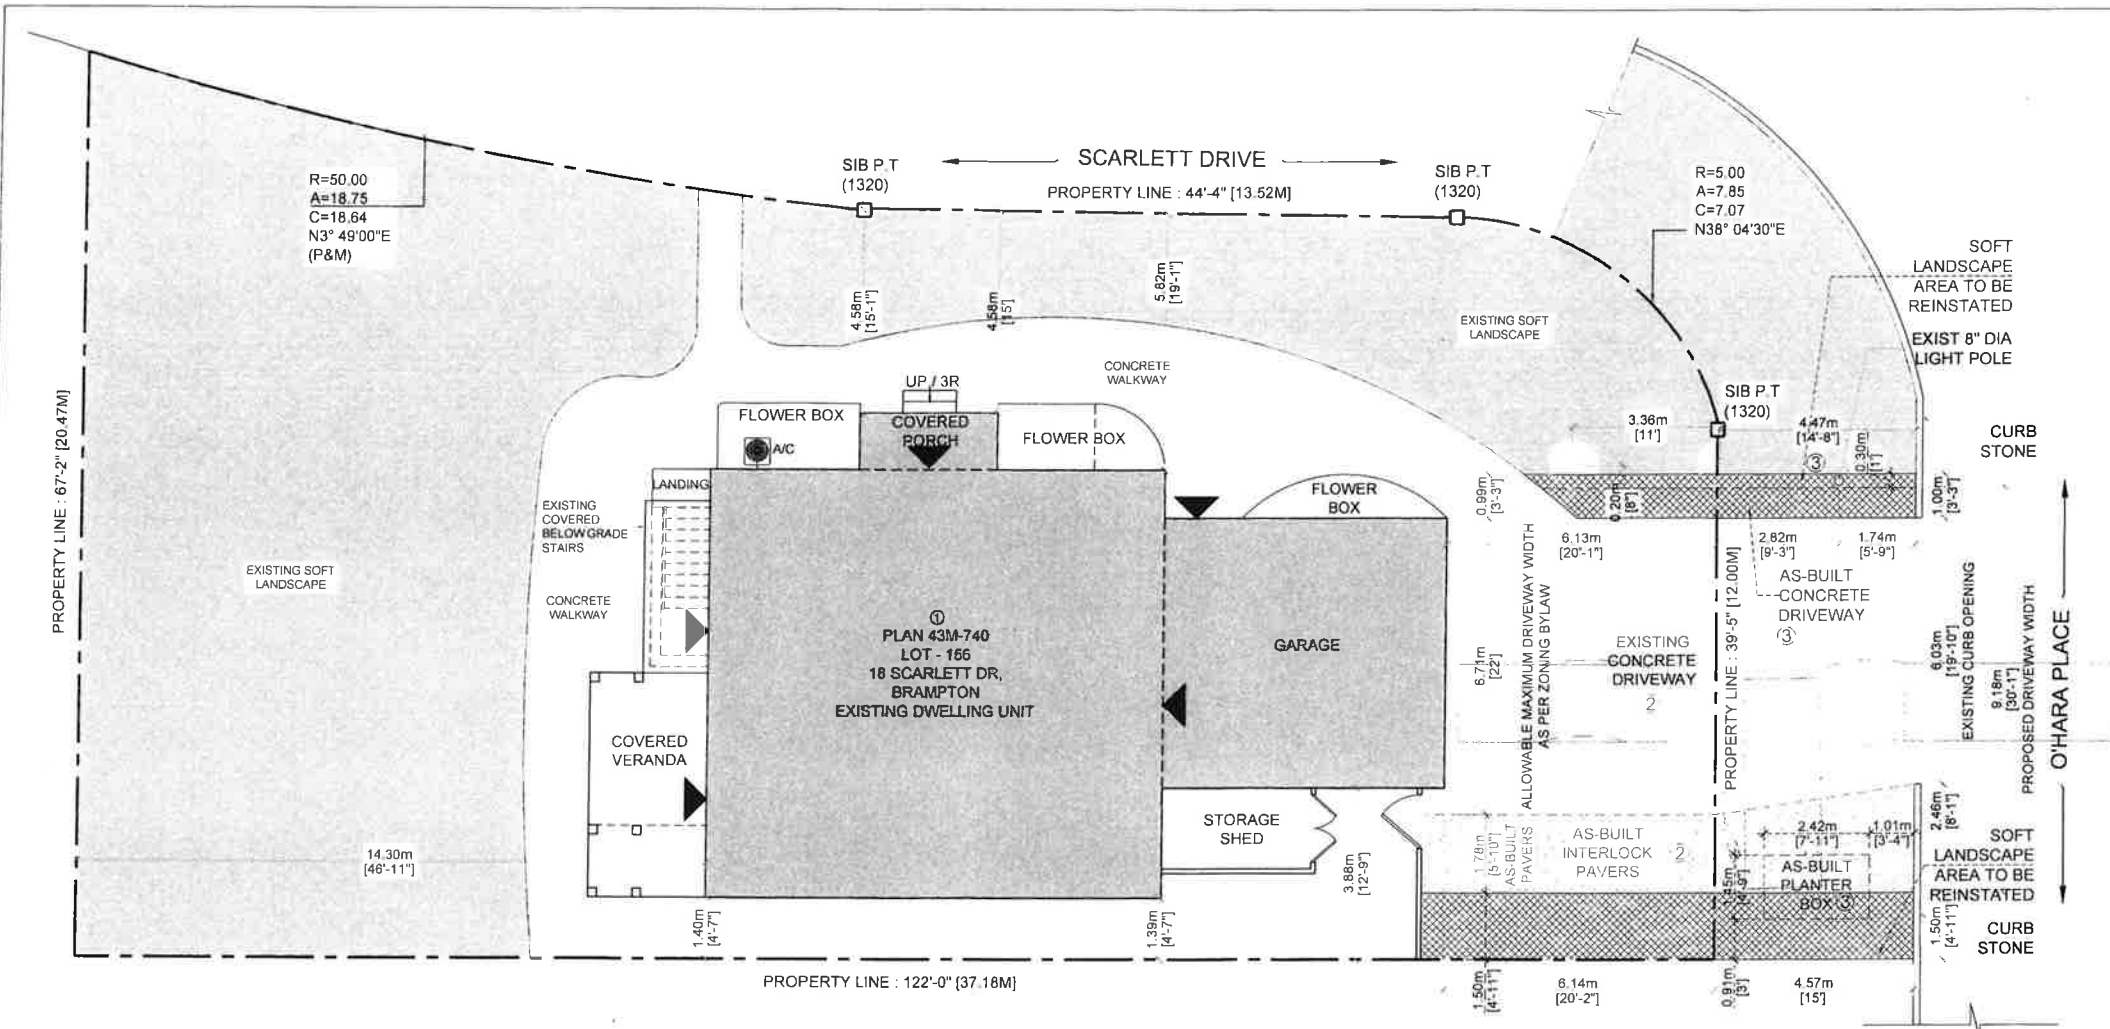 SCARLETT DRIVE
PROPERTY LINE : 44'-4" [13.52M]
SIB P.T
(1320)
SIB P.T
(1320)
R=50.00
A=18.75
C=18.64
N3° 49'00"E
(P&M)
R=5.00
A=7.85
C=7.07
N38° 04'30"E
SOFT
LANDSCAPE
AREA TO BE
REINSTATED
EXIST 8" DIA
LIGHT POLE
SIB P.T
(1320)
CURB
STONE
4.58m
[15'-1"]
4.58m
[15']
5.82m
[19'-1"]
EXISTING SOFT
LANDSCAPE
CONCRETE
WALKWAY
UP / 3R
FLOWER BOX
COVERED
PORCH
FLOWER BOX
A/C
3.36m
[11']
4.47m
[14'-8"]
3
0.30m
[1']
PROPERTY LINE : 67'-2" [20.47M]
LANDING
EXISTING
COVERED
BELOW GRADE
STAIRS
FLOWER
BOX
0.99m
[3'-3"]
0.20m
[8"]
1.00m
[3'-3"]
6.13m
[20'-1"]
2.82m
[9'-3"]
1.74m
[5'-9"]
EXISTING SOFT
LANDSCAPE
CONCRETE
WALKWAY
1
PLAN 43M-740
LOT - 156
18 SCARLETT DR,
BRAMPTON
EXISTING DWELLING UNIT
GARAGE
6.71m
[22']
ALLOWABLE MAXIMUM DRIVEWAY WIDTH
AS PER ZONING BYLAW
EXISTING
CONCRETE
DRIVEWAY
2
PROPERTY LINE : 39'-5" [12.00M]
AS-BUILT
CONCRETE
DRIVEWAY
3
6.03m
[19'-10"]
EXISTING CURB OPENING
9.18m
[30'-1"]
PROPOSED DRIVEWAY WIDTH
O'HARA PLACE
COVERED
VERANDA
STORAGE
SHED
3.88m
[12'-9"]
1.78m
[5'-10"]
AS-BUILT
PAVERS
AS-BUILT
INTERLOCK
PAVERS
2
2.42m
[7'-11"]
1.01m
[3'-4"]
2.46m
[8'-1"]
1.45m
[4'-9"]
AS-BUILT
PLANTER
BOX 3
SOFT
LANDSCAPE
AREA TO BE
REINSTATED
1.50m
[4'-11"]
CURB
STONE
14.30m
[46'-11"]
1.40m
[4'-7"]
1.39m
[4'-7"]
PROPERTY LINE : 122'-0" [37.18M]
1.50m
[4'-11"]
6.14m
[20'-2"]
0.91m
[3']
4.57m
[15']